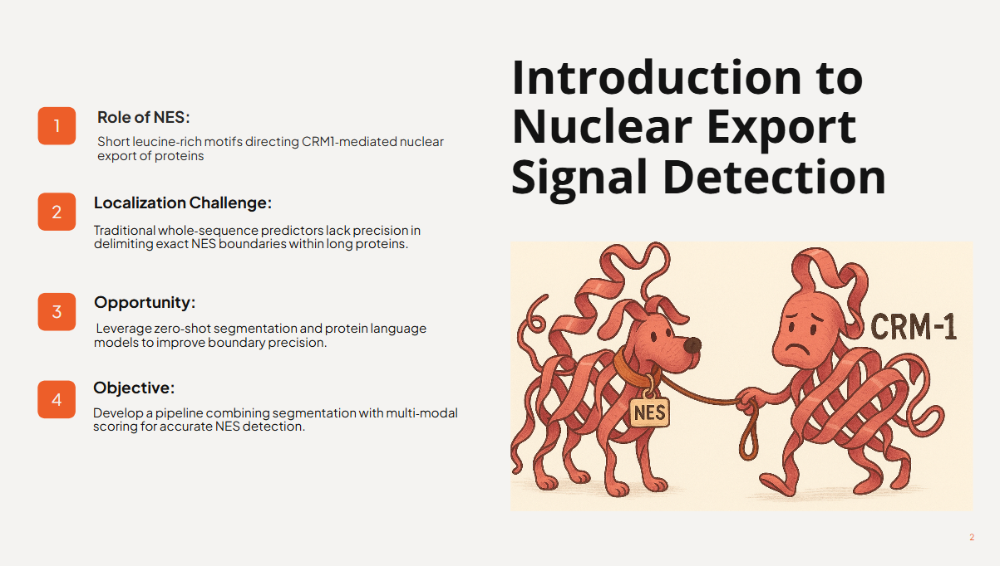 Introduction to
Nuclear Export
Signal Detection
1
Role of NES:
Short leucine-rich motifs directing CRM1-mediated nuclear
export of proteins
2
Localization Challenge:
Traditional whole-sequence predictors lack precision in
delimiting exact NES boundaries within long proteins.
3
Opportunity:
Leverage zero-shot segmentation and protein language
models to improve boundary precision.
4
Objective:
Develop a pipeline combining segmentation with multi-modal
scoring for accurate NES detection.
NES
CRM-1
2